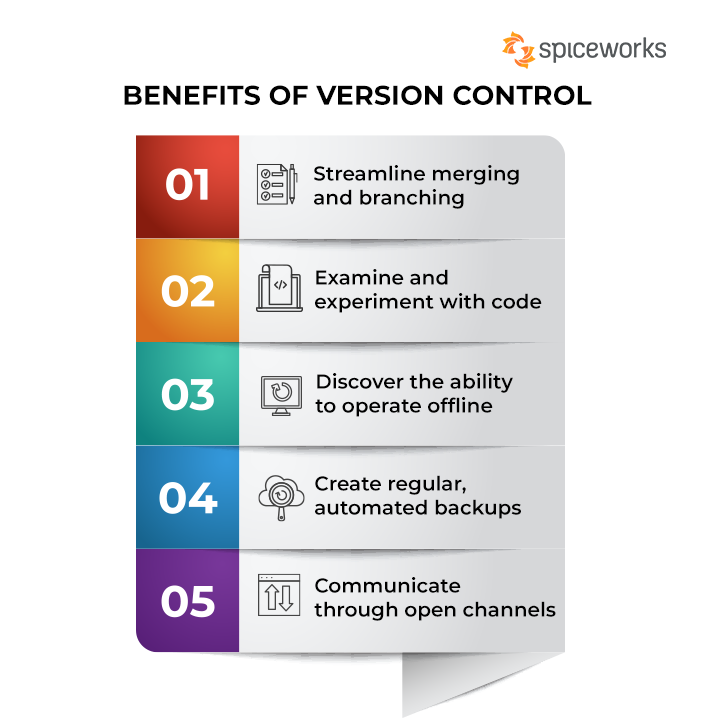 spiceworks
BENEFITS OF VERSION CONTROL
01
Streamline merging
and branching
02
</>
Examine and
experiment with code
03
Discover the ability
to operate offline
04
Create regular,
automated backups
05
Communicate
through open channels